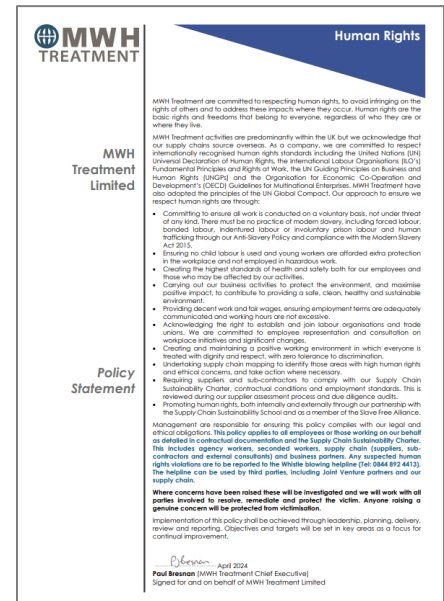 MWH
TREATMENT
Human Rights
MWH
Treatment
Limited
Policy
Statement
MWH Treatment are committed to respecting human rights, to avoid infringing on the
rights of others and to address these impacts where they occur. Human rights are the
basic rights and freedoms that belong to everyone, regardless of who they are or
where they live.
MWH Treatment activities are predominantly within the UK but we acknowledge that
our supply chains source overseas. As a company, we are committed to respect
internationally recognised human rights standards including the United Nations (UN)
Universal Declaration of Human Rights, the International Labour Organisations (ILO's)
Fundamental Principles and Rights at Work, the UN Guiding Principles on Business and
Human Rights (UNGPs) and the Organisation for Economic Co-Operation and
Development's (OECD) Guidelines for Multinational Enterprises. MWH Treatment have
also adopted the principles of the UN Global Compact. Our approach to ensure we
respect human rights are through;
• Committing to ensure all work is conducted on a voluntary basis, not under threat
of any kind. There must be no practice of modern slavery, including forced labour,
bonded labour, indentured labour or involuntary prison labour and human
trafficking through our Anti-Slavery Policy and compliance with the Modern Slavery
Act 2015.
• Ensuring no child labour is used and young workers are afforded extra protection
in the workplace and not employed in hazardous work.
• Creating the highest standards of health and safety both for our employees and
those who may be affected by our activities.
• Carrying out our business activities to protect the environment, and maximise
positive impact, to contribute to providing a safe, clean, healthy and sustainable
environment.
• Providing decent work and fair wages, ensuring employment terms are adequately
communicated and working hours are not excessive.
• Acknowledging the right to establish and join labour organisations and trade
unions. We are committed to employee representation and consultation on
workplace initiatives and significant changes.
• Creating and maintaining a positive working environment in which everyone is
treated with dignity and respect, with zero tolerance to discrimination.
• Undertaking supply chain mapping to identify those areas with high human rights
and ethical concerns, and take action where necessary.
• Requiring suppliers and sub-contractors to comply with our Supply Chain
Sustainability Charter, contractual conditions and employment standards. This is
reviewed during our supplier assessment process and due diligence audits.
• Promoting human rights, both internally and externally through our partnership with
the Supply Chain Sustainability School and as a member of the Slave Free Alliance.
Management are responsible for ensuring this policy complies with our legal and
ethical obligations. This policy applies to all employees or those working on our behalf
as detailed in contractual documentation and the Supply Chain Sustainability Charter.
This includes agency workers, seconded workers, supply chain (suppliers, sub-
contractors and external consultants) and business partners. Any suspected human
rights violations are to be reported to the Whistle blowing helpline (Tel: 0844 892 4413).
The helpline can be used by third parties, including Joint Venture partners and our
supply chain.
Where concerns have been raised these will be investigated and we will work with all
parties involved to resolve, remediate and protect the victim. Anyone raising a
genuine concern will be protected from victimisation.
Implementation of this policy shall be achieved through leadership, planning, delivery,
review and reporting. Objectives and targets will be set in key areas as a focus for
continual improvement.
PBresnan April 2024
Paul Bresnan (MWH Treatment Chief Executive)
Signed for and on behalf of MWH Treatment Limited